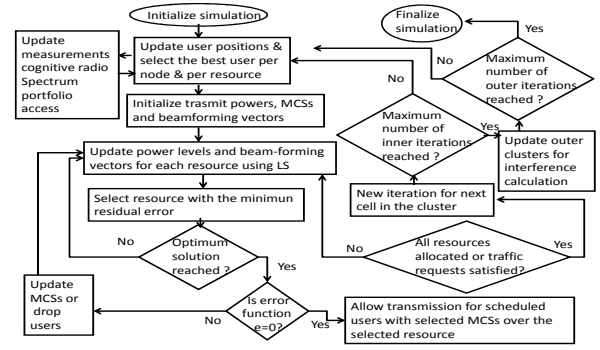 Initialize simulation
Update
measurements
cognitive radio
Spectrum
portfolio
access
Update user positions &
select the best user per
node & per resource
Initialize trasmit powers, MCSs
and beamforming vectors
Update power levels and beam-forming
vectors for each resource using LS
Select resource with the minimun
residual error
No
Optimum
solution
reached ?
Yes
Update
MCSs or
drop
users
No
Is error
function
e=0?
Yes
Allow transmission for scheduled
users with selected MCSs over the
selected resource
No
All resources
allocated or traffic
requests satisfied?
Yes
New iteration for next
cell in the cluster
No
Maximum
number of
inner iterations
reached ?
Yes
Update outer
clusters for
interference
calculation
No
Maximum
number of
outer iterations
reached ?
Yes
Finalize
simulation